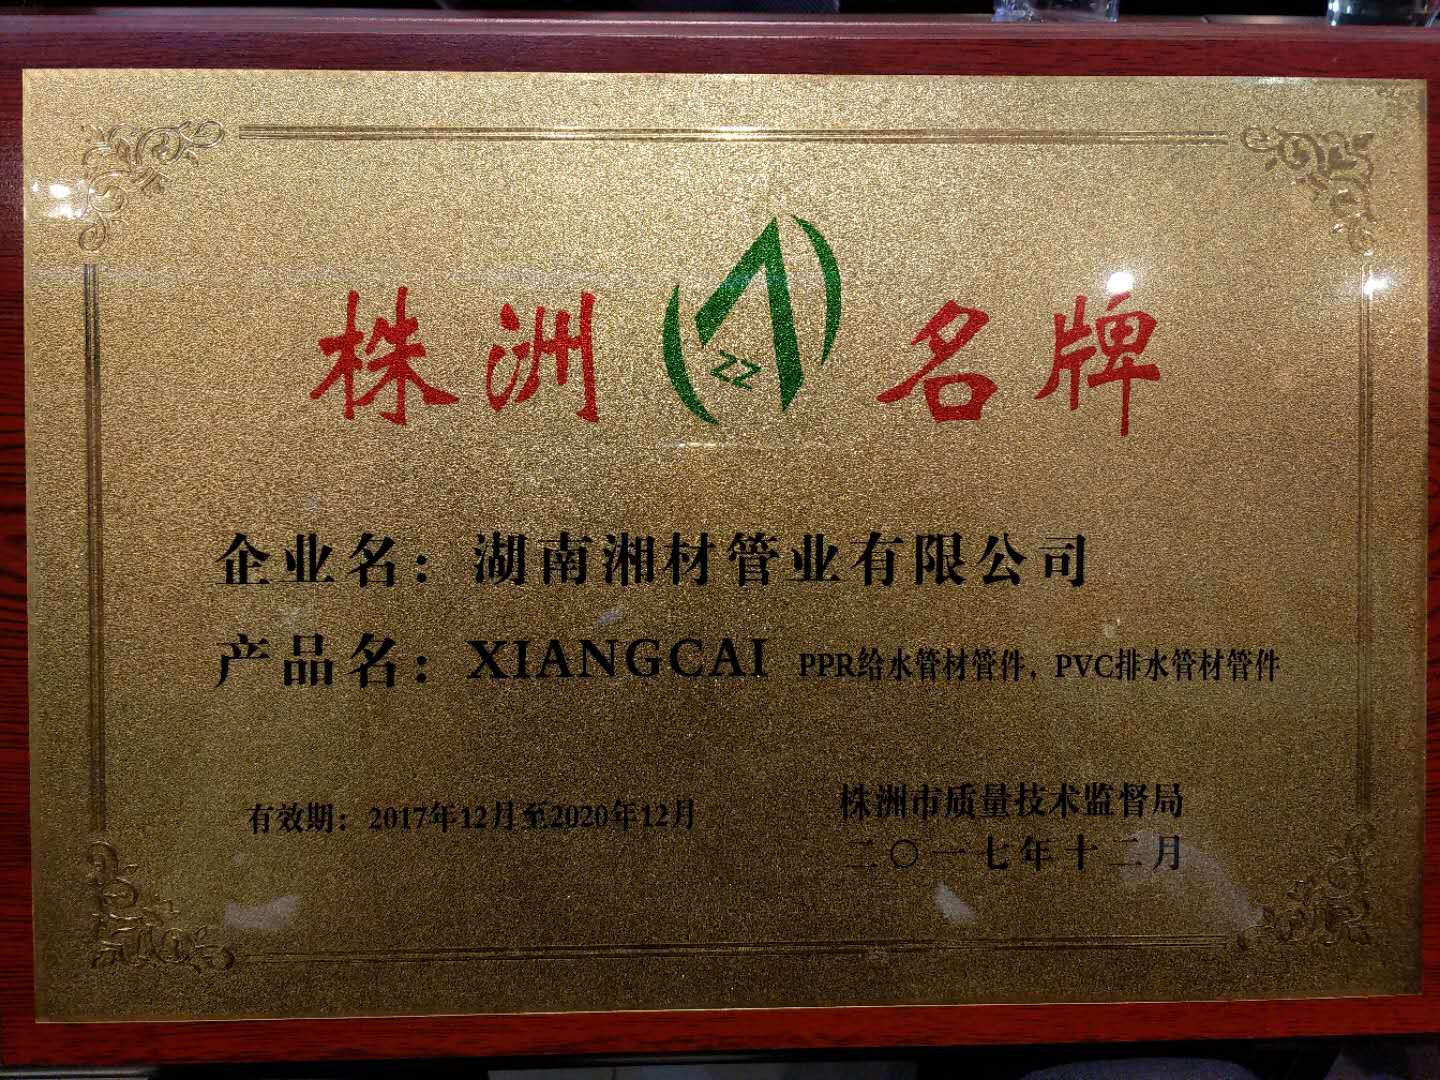 株洲 ZZ 名牌
企业名：湖南湘材管业有限公司
产品名：XIANGCAI PPR给水管材管件，PVC排水管材管件
有效期：2017年12月至2020年12月
株洲市质量技术监督局
二〇一七年十二月